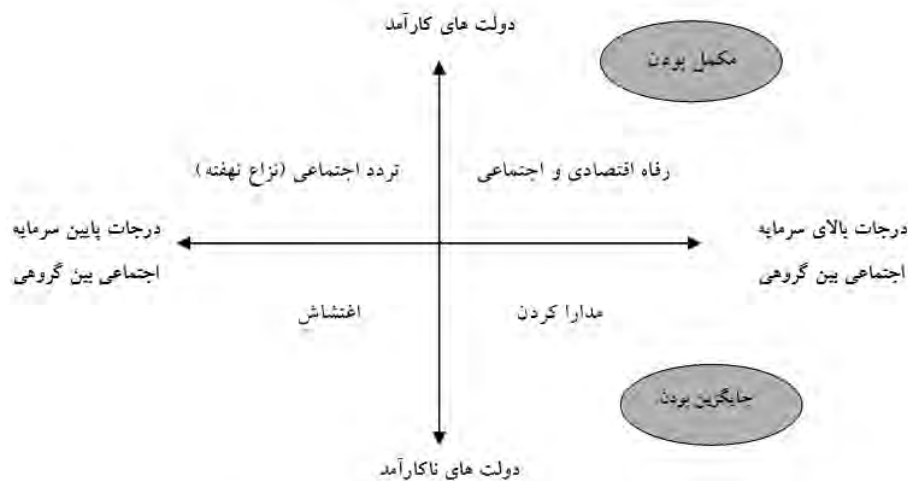 دولت های کارآمد
مکمل بودن
رفاه اقتصادی و اجتماعی
تردد اجتماعی (نزاع نهفته)
درجات بالای سرمایه
اجتماعی بین گروهی
درجات پایین سرمایه
اجتماعی بین گروهی
مدارا کردن
اغتشاش
جایگزین بودن
دولت های ناکارآمد